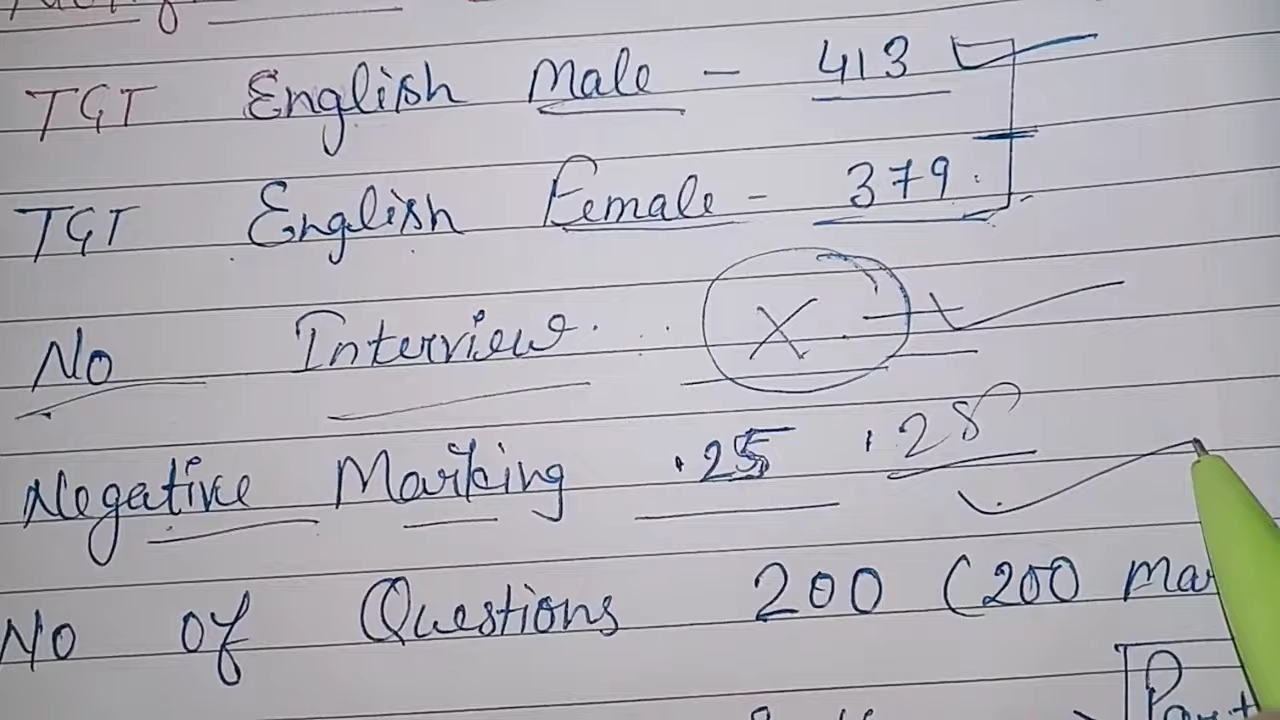 TGT English Male - 413
TGT English Female - 379.
No Interview. X
Negative Marking .25 .25
No of Questions 200 (200 Ma
Part